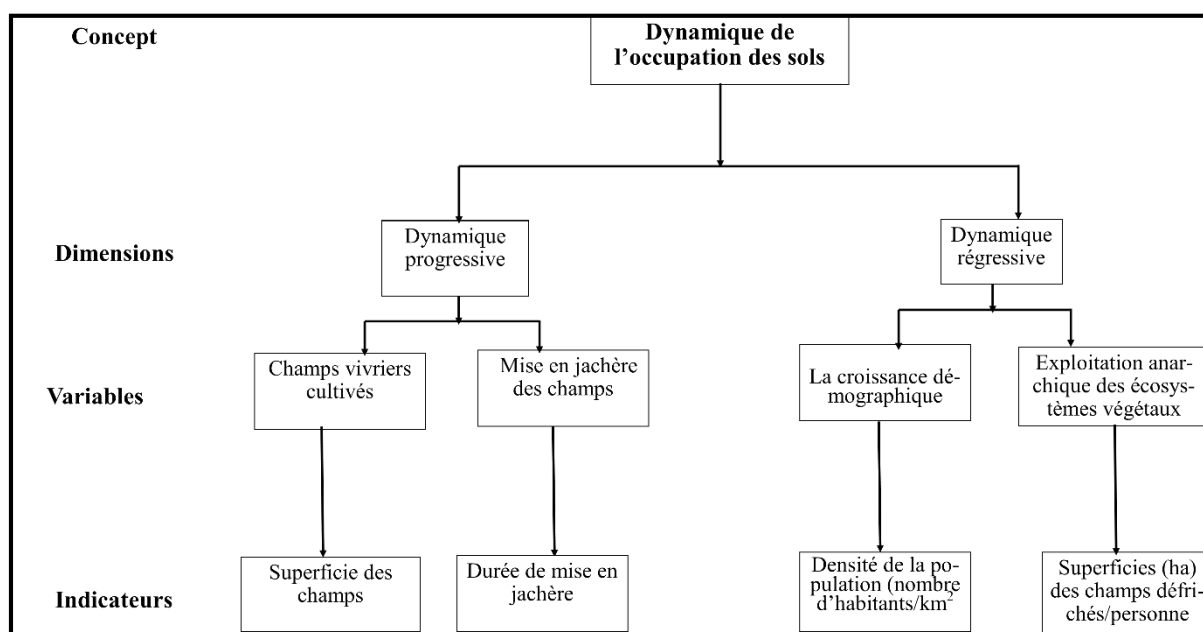 Concept
Dynamique de
l’occupation des sols
Dimensions
Dynamique
progressive
Dynamique
régressive
Variables
Champs vivriers
cultivés
Mise en jachère
des champs
La croissance dé-
mographique
Exploitation anar-
chique des écosys-
tèmes végétaux
Indicateurs
Superficie des
champs
Durée de mise en
jachère
Densité de la po-
pulation (nombre
d’habitants/km²
Superficies (ha)
des champs défri-
chés/personne